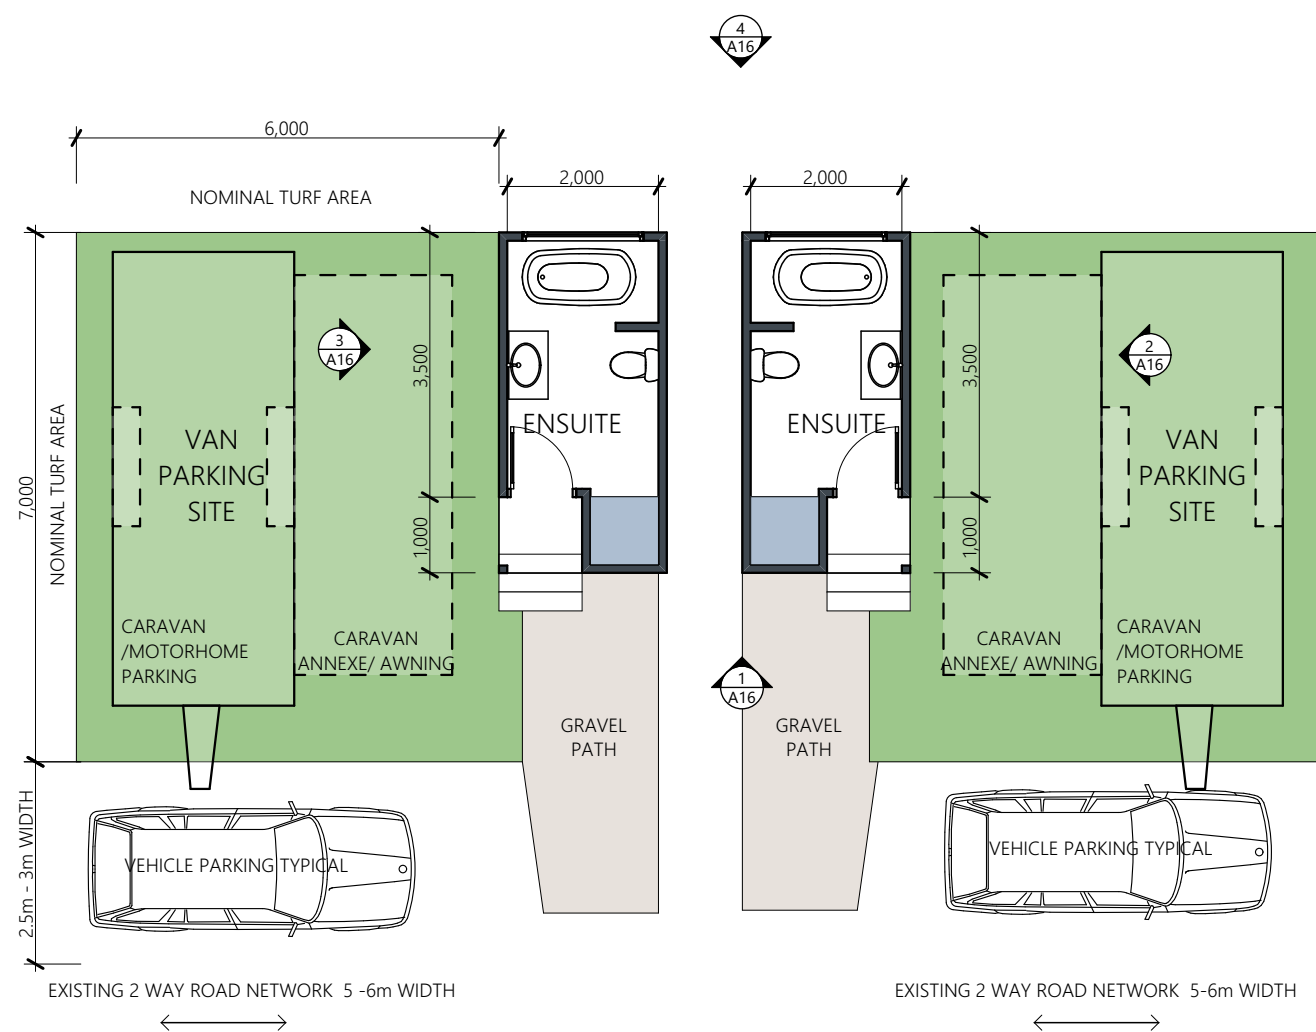 4
A16
6,000
2,000
2,000
NOMINAL TURF AREA
3
A16
2
A16
3,500
3,500
ENSUITE
ENSUITE
VAN
PARKING
SITE
VAN
PARKING
SITE
7,000
NOMINAL TURF AREA
1,000
1,000
CARAVAN
/MOTORHOME
PARKING
CARAVAN
ANNEXE/ AWNING
CARAVAN
ANNEXE/ AWNING
CARAVAN
/MOTORHOME
PARKING
1
A16
GRAVEL
PATH
GRAVEL
PATH
2.5m - 3m WIDTH
VEHICLE PARKING TYPICAL
VEHICLE PARKING TYPICAL
EXISTING 2 WAY ROAD NETWORK  5 -6m WIDTH
EXISTING 2 WAY ROAD NETWORK  5-6m WIDTH